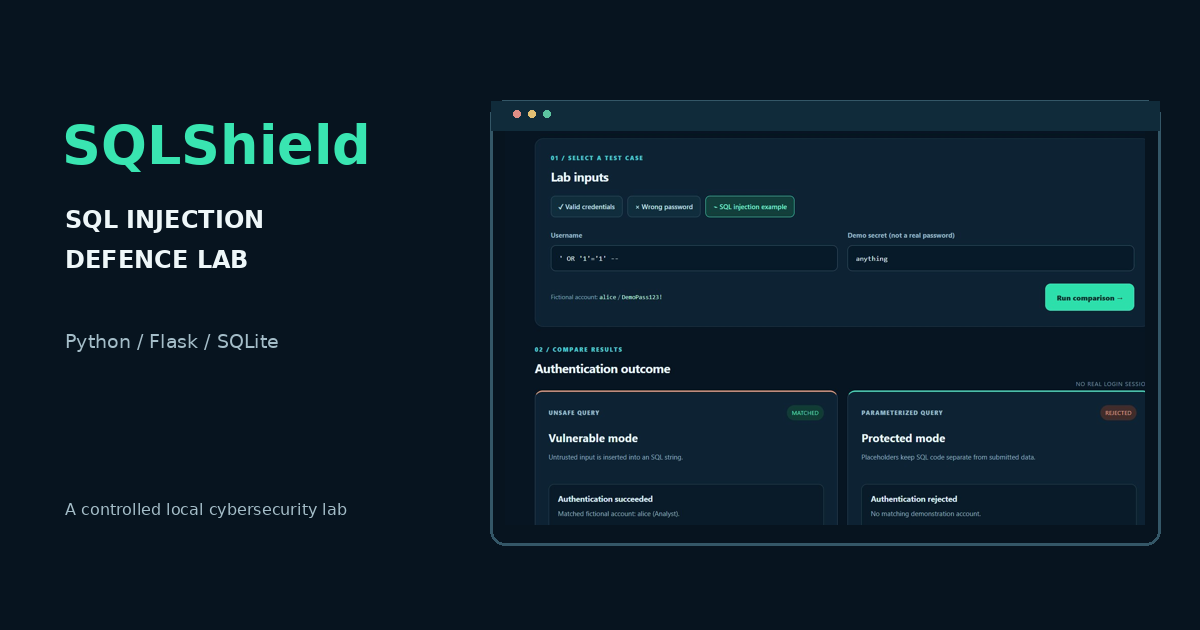 SQLShield
SQL INJECTION
DEFENCE LAB
Python / Flask / SQLite
A controlled local cybersecurity lab
01 / SELECT A TEST CASE
Lab inputs
✓ Valid credentials
× Wrong password
~ SQL injection example
Username
Demo secret (not a real password)
' OR '1'='1' --
anything
Fictional account: alice / DemoPass123!
Run comparison →
02 / COMPARE RESULTS
Authentication outcome
NO REAL LOGIN SESSIO
UNSAFE QUERY
MATCHED
Vulnerable mode
Untrusted input is inserted into an SQL string.
Authentication succeeded
Matched fictional account: alice (Analyst).
PARAMETERIZED QUERY
REJECTED
Protected mode
Placeholders keep SQL code separate from submitted data.
Authentication rejected
No matching demonstration account.